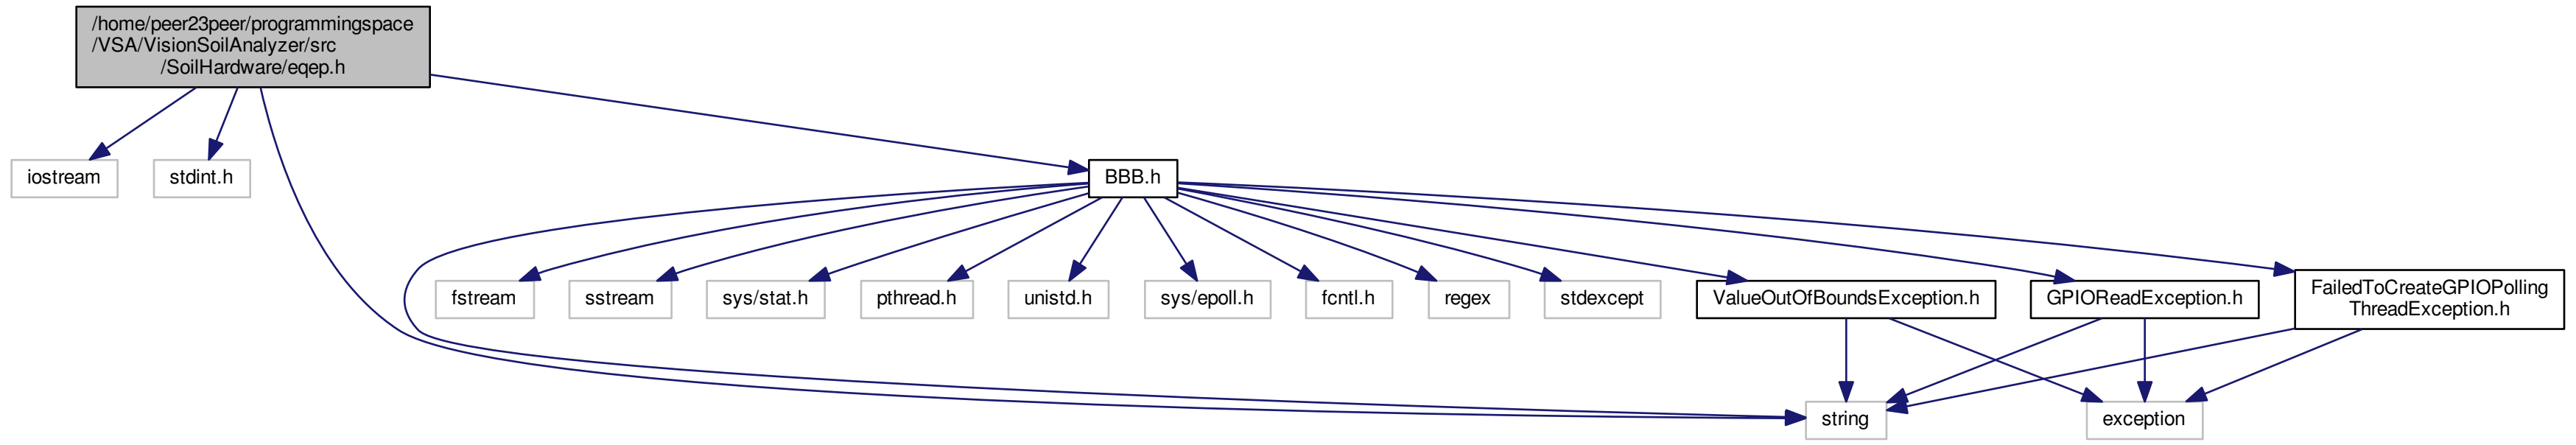 /home/peer23peer/programmingspace
/VSA/VisionSoilAnalyzer/src
/SoilHardware/eqep.h
iostream
stdint.h
BBB.h
fstream
sstream
sys/stat.h
pthread.h
unistd.h
sys/epoll.h
fcntl.h
regex
stdexcept
ValueOutOfBoundsException.h
GPIOReadException.h
FailedToCreateGPIOPolling
ThreadException.h
string
exception